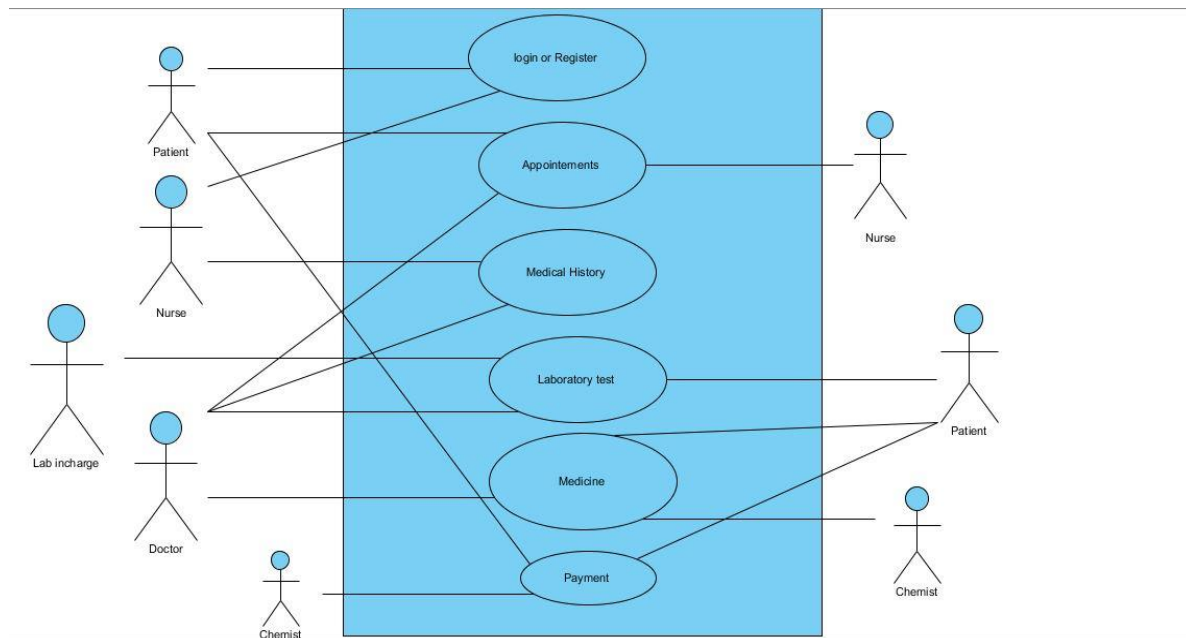 login or Register
Patient
Appointements
Nurse
Medical History
Nurse
Laboratory test
Patient
Lab incharge
Medicine
Doctor
Payment
Chemist
Chemist